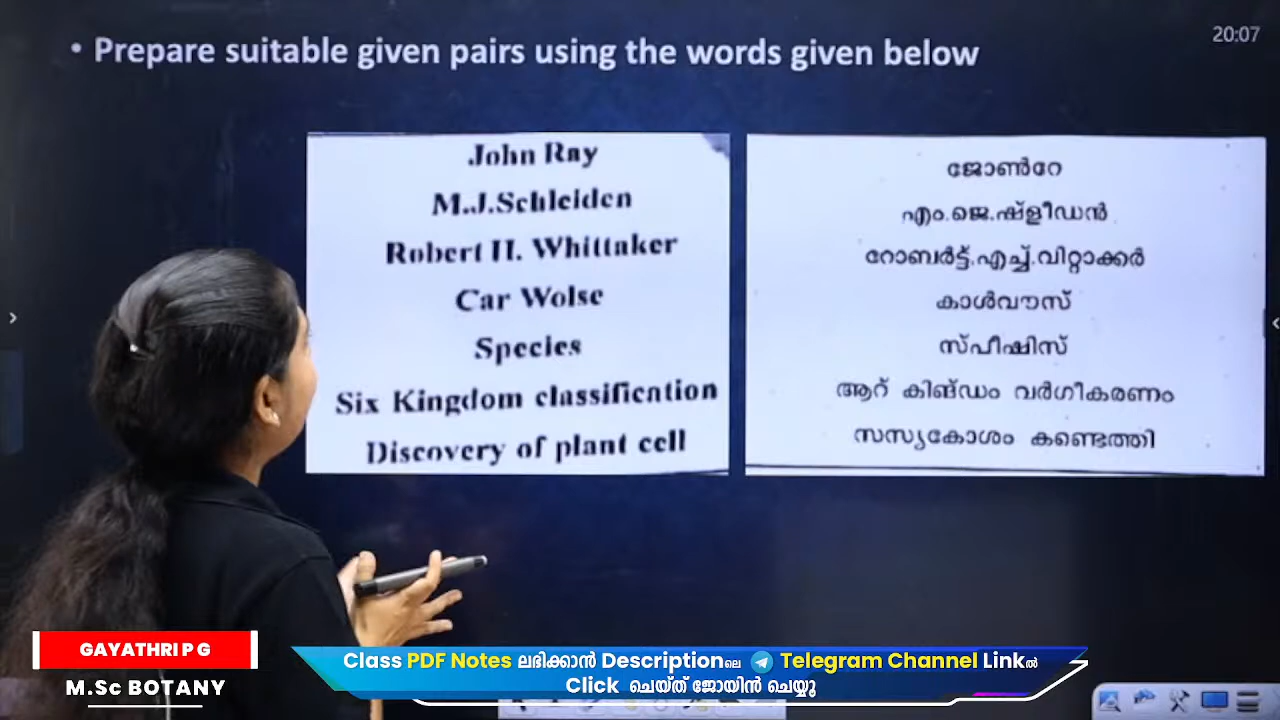 • Prepare suitable given pairs using the words given below
20:07
John Ray
M.J.Schleiden
Robert H. Whittaker
Car Wolse
Species
Six Kingdom classification
Discovery of plant cell
ജോൺറേ
എം.ജെ.ഷ്ളീഡൻ
റോബർട്ട്.എച്ച്.വിറ്റാക്കർ
കാൾവൗസ്
സ്പീഷിസ്
ആറ് കിങ്ഡം വർഗീകരണം
സസ്യകോശം കണ്ടെത്തി
GAYATHRI P G
M.Sc BOTANY
Class PDF Notes ലഭിക്കാൻ Descriptionലെ Telegram Channel Linkൽ
Click ചെയ്ത് ജോയിൻ ചെയ്യൂ